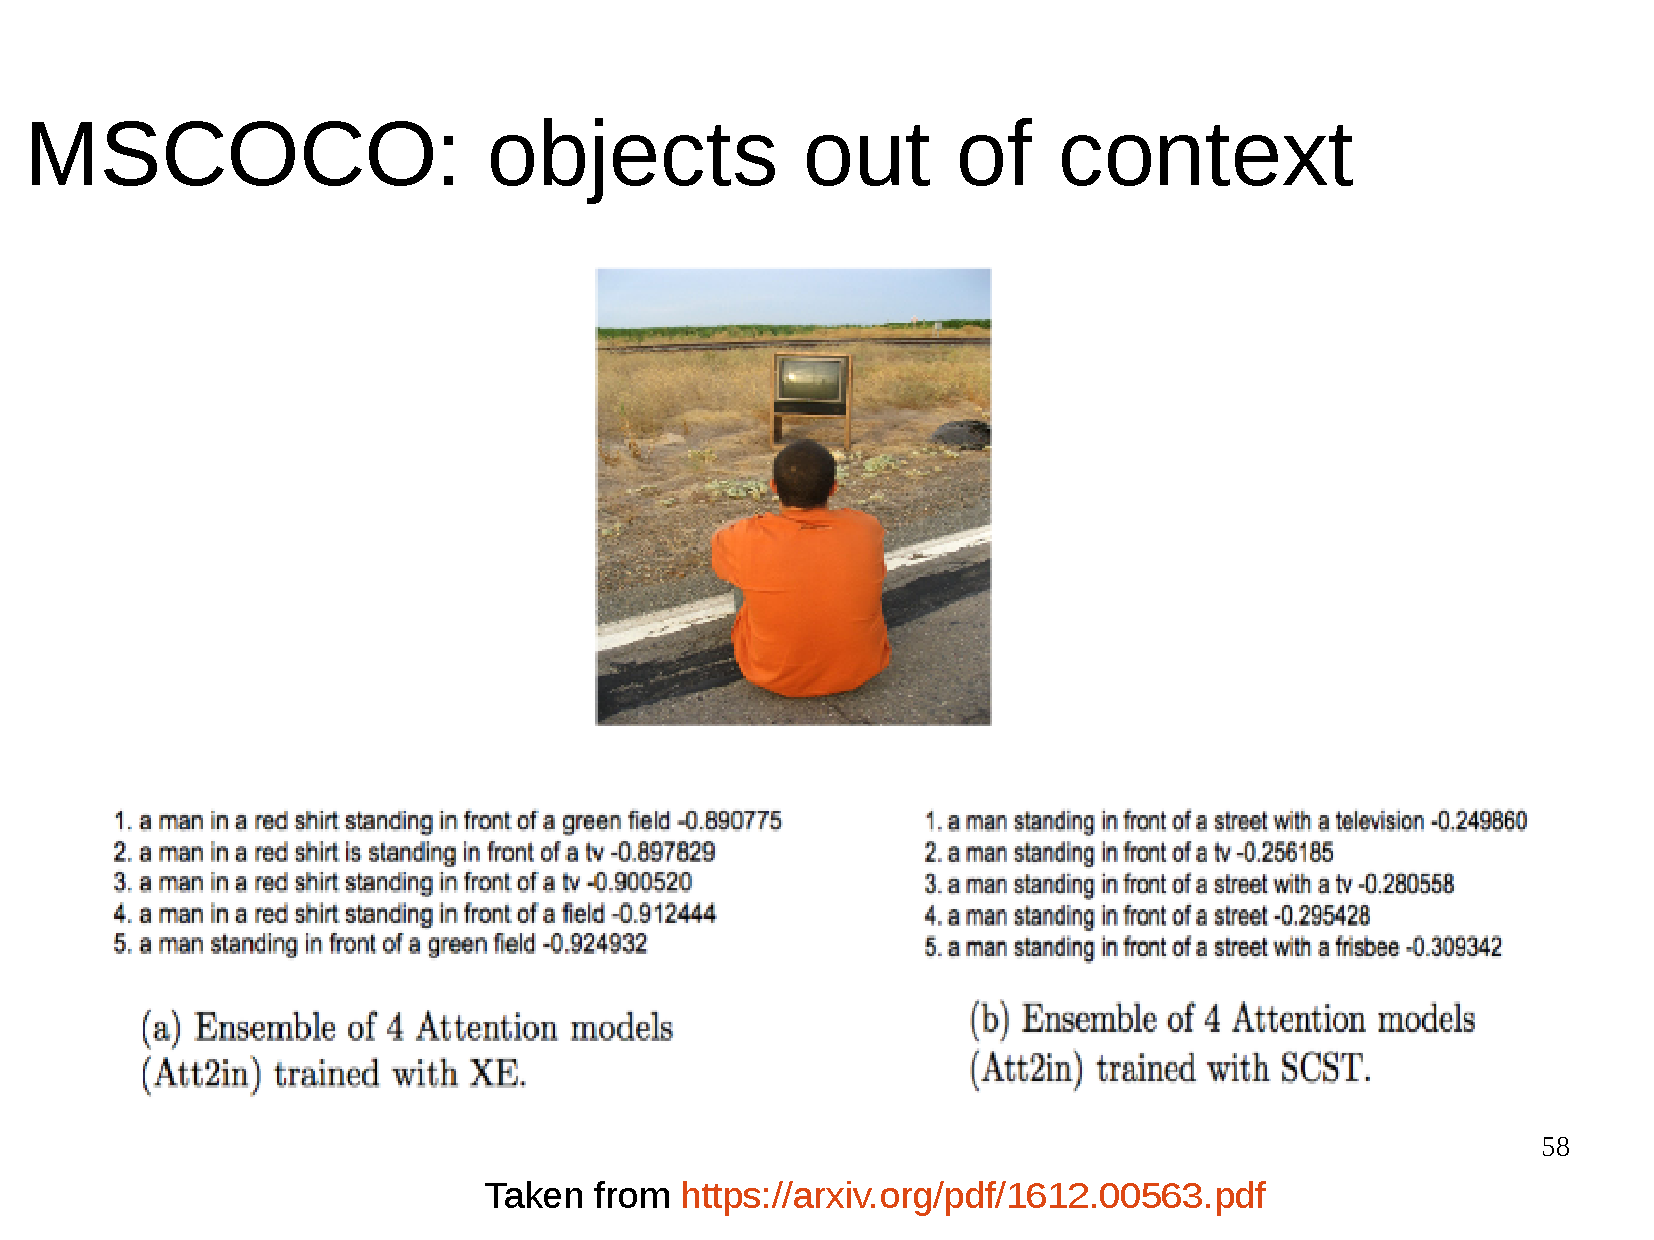 MSCOCO: objects out of context
1. a man in a red shirt standing in front of a green field -0.890775
2. a man in a red shirt is standing in front of a tv -0.897829
3. a man in a red shirt standing in front of a tv -0.900520
4. a man in a red shirt standing in front of a field -0.912444
5. a man standing in front of a green field -0.924932
(a) Ensemble of 4 Attention models
(Att2in) trained with XE.
1. a man standing in front of a street with a television -0.249860
2. a man standing in front of a tv -0.256185
3. a man standing in front of a street with a tv -0.280558
4. a man standing in front of a street -0.295428
5. a man standing in front of a street with a frisbee -0.309342
(b) Ensemble of 4 Attention models
(Att2in) trained with SCST.
58
Taken from https://arxiv.org/pdf/1612.00563.pdf